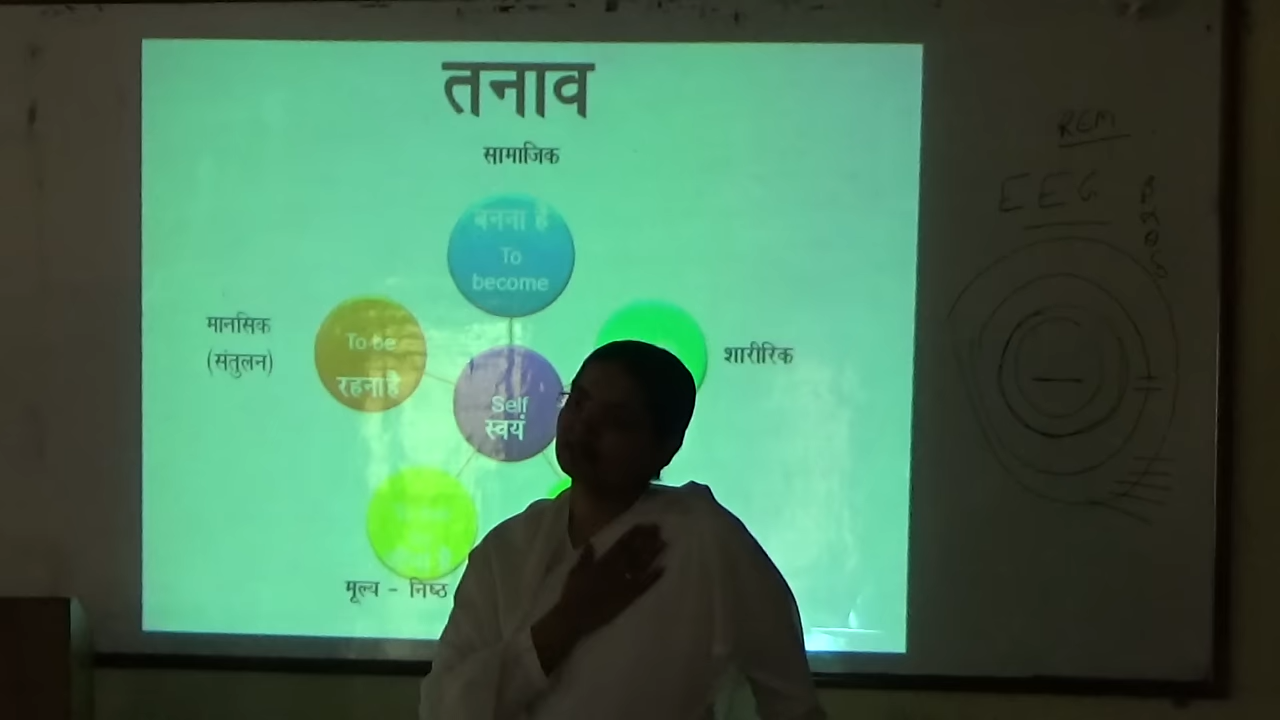 तनाव
सामाजिक
बनना है
To
become
मानसिक
(संतुलन)
To be
रहना है
शारीरिक
Self
स्वयं
मूल्य - निष्ठ
REM
EEG